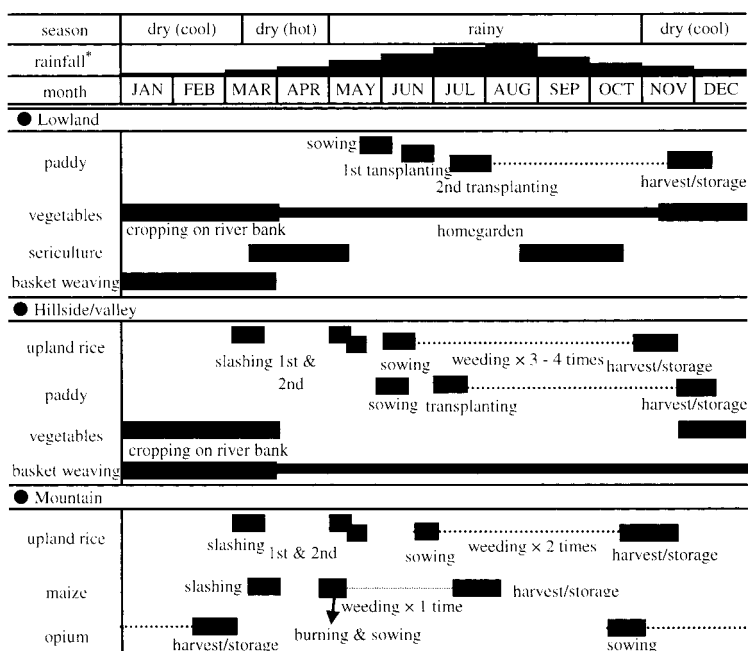 season dry (cool) dry (hot) rainy dry (cool)
rainfall*
month JAN FEB MAR APR MAY JUN JUL AUG SEP OCT NOV DEC
● Lowland
sowing
paddy 1st tansplanting
2nd transplanting harvest/storage
vegetables
cropping on river bank homegarden
sericulture
basket weaving
● Hillside/valley
upland rice
slashing 1st & sowing weeding × 3 - 4 times harvest/storage
2nd
paddy
sowing transplanting harvest/storage
vegetables
cropping on river bank
basket weaving
● Mountain
upland rice
slashing 1st & 2nd sowing weeding × 2 times harvest/storage
maize slashing harvest/storage
weeding × 1 time
opium harvest/storage burning & sowing sowing